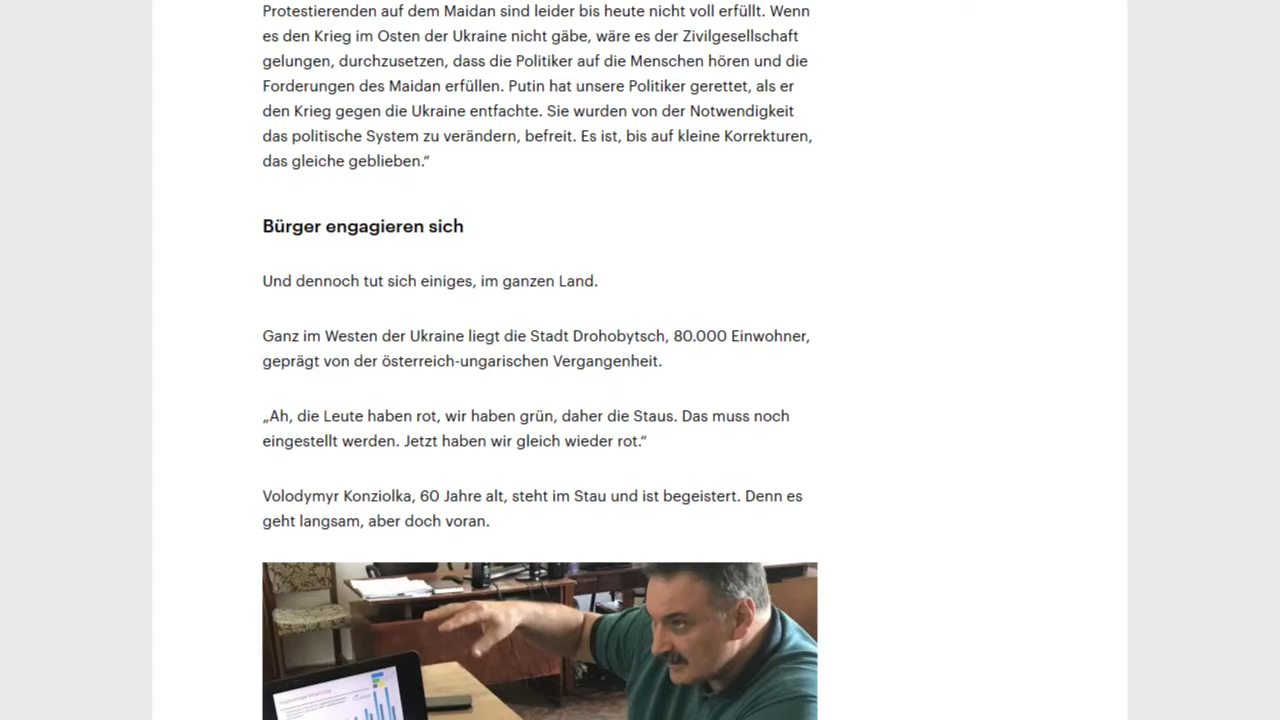 Protestierenden auf dem Maidan sind leider bis heute nicht voll erfüllt. Wenn
es den Krieg im Osten der Ukraine nicht gäbe, wäre es der Zivilgesellschaft
gelungen, durchzusetzen, dass die Politiker auf die Menschen hören und die
Forderungen des Maidan erfüllen. Putin hat unsere Politiker gerettet, als er
den Krieg gegen die Ukraine entfachte. Sie wurden von der Notwendigkeit
das politische System zu verändern, befreit. Es ist, bis auf kleine Korrekturen,
das gleiche geblieben.“
Bürger engagieren sich
Und dennoch tut sich einiges, im ganzen Land.
Ganz im Westen der Ukraine liegt die Stadt Drohobytsch, 80.000 Einwohner,
geprägt von der österreich-ungarischen Vergangenheit.
„Ah, die Leute haben rot, wir haben grün, daher die Staus. Das muss noch
eingestellt werden. Jetzt haben wir gleich wieder rot.“
Volodymyr Konziolka, 60 Jahre alt, steht im Stau und ist begeistert. Denn es
geht langsam, aber doch voran.